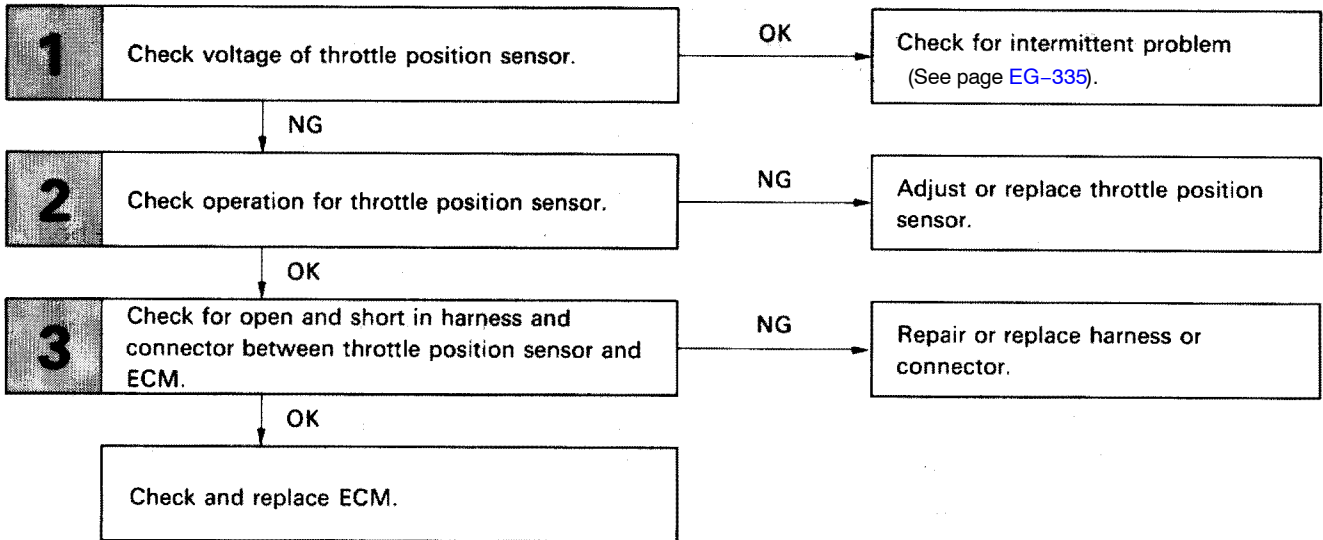 1
Check voltage of throttle position sensor.
OK
Check for intermittent problem
(See page EG–335).
NG
2
Check operation for throttle position sensor.
NG
Adjust or replace throttle position
sensor.
OK
3
Check for open and short in harness and
connector between throttle position sensor and
ECM.
NG
Repair or replace harness or
connector.
OK
Check and replace ECM.